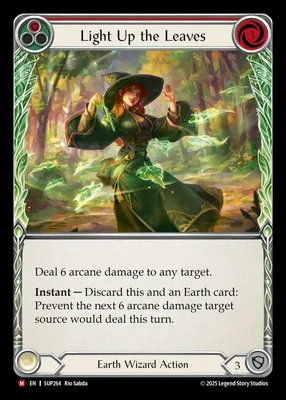 Light Up the Leaves
Deal 6 arcane damage to any target.
Instant — Discard this and an Earth card:
Prevent the next 6 arcane damage target
source would deal this turn.
Earth Wizard Action
3
M EN | SUP264 Rio Sabda
© 2025 Legend Story Studios